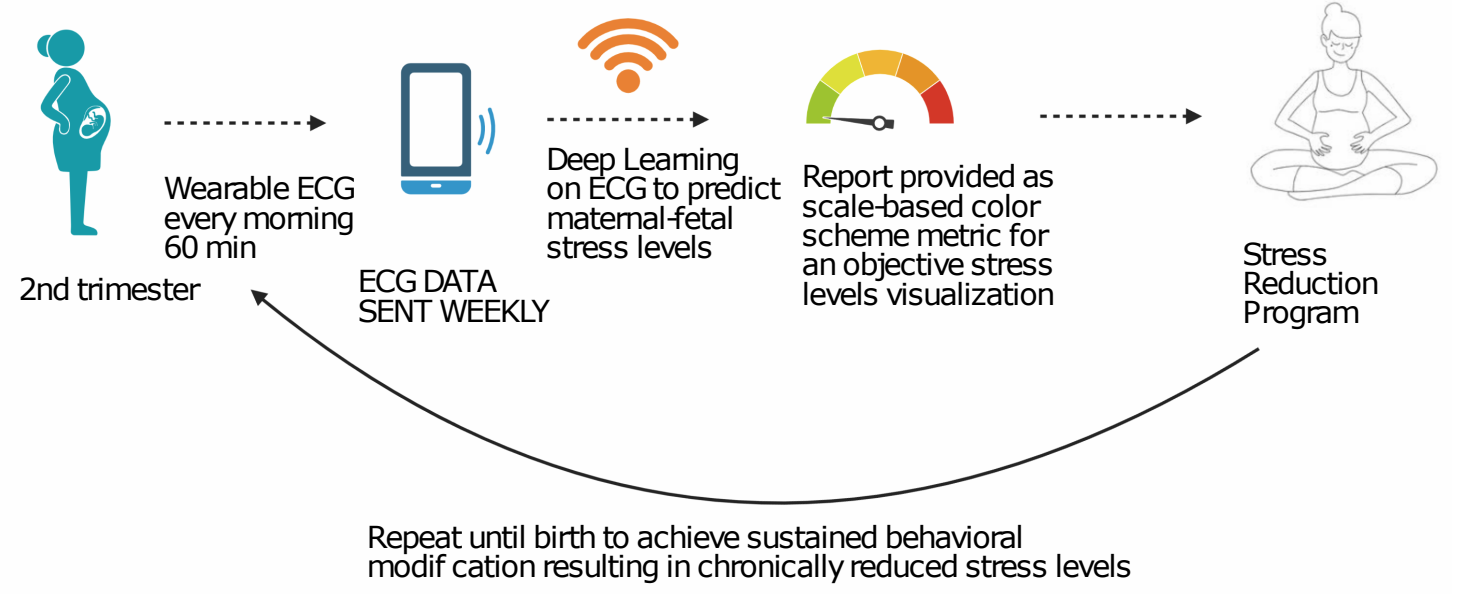 2nd trimester
Wearable ECG
every morning
60 min
ECG DATA
SENT WEEKLY
Deep Learning
on ECG to predict
maternal-fetal
stress levels
Report provided as
scale-based color
scheme metric for
an objective stress
levels visualization
Stress
Reduction
Program
Repeat until birth to achieve sustained behavioral
modif cation resulting in chronically reduced stress levels